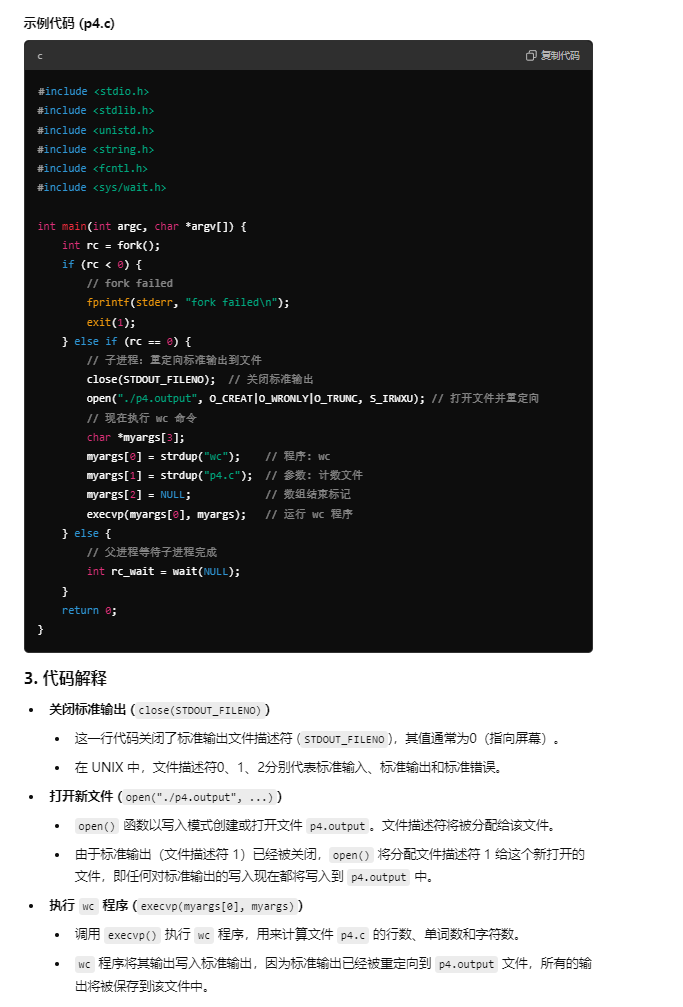 示例代码 (p4.c)
c
复制代码
#include <stdio.h>
#include <stdlib.h>
#include <unistd.h>
#include <string.h>
#include <fcntl.h>
#include <sys/wait.h>
int main(int argc, char *argv[]) {
    int rc = fork();
    if (rc < 0) {
        // fork failed
        fprintf(stderr, "fork failed\n");
        exit(1);
    } else if (rc == 0) {
        // 子进程：重定向标准输出到文件
        close(STDOUT_FILENO);  // 关闭标准输出
        open("./p4.output", O_CREAT|O_WRONLY|O_TRUNC, S_IRWXU); // 打开文件并重定向
        // 现在执行 wc 命令
        char *myargs[3];
        myargs[0] = strdup("wc");    // 程序: wc
        myargs[1] = strdup("p4.c");  // 参数: 计数文件
        myargs[2] = NULL;            // 数组结束标记
        execvp(myargs[0], myargs);   // 运行 wc 程序
    } else {
        // 父进程等待子进程完成
        int rc_wait = wait(NULL);
    }
    return 0;
}
3. 代码解释
• 关闭标准输出 (close(STDOUT_FILENO))
• 这一行代码关闭了标准输出文件描述符 (STDOUT_FILENO)，其值通常为0（指向屏幕）。
• 在 UNIX 中，文件描述符0、1、2分别代表标准输入、标准输出和标准错误。
• 打开新文件 (open("./p4.output", ...))
• open() 函数以写入模式创建或打开文件 p4.output。文件描述符将被分配给该文件。
• 由于标准输出（文件描述符 1）已经被关闭，open() 将分配文件描述符 1 给这个新打开的
文件，即任何对标准输出的写入现在都将写入到 p4.output 中。
• 执行 wc 程序 (execvp(myargs[0], myargs))
• 调用 execvp() 执行 wc 程序，用来计算文件 p4.c 的行数、单词数和字符数。
• wc 程序将其输出写入标准输出，因为标准输出已经被重定向到 p4.output 文件，所有的输
出将被保存到该文件中。